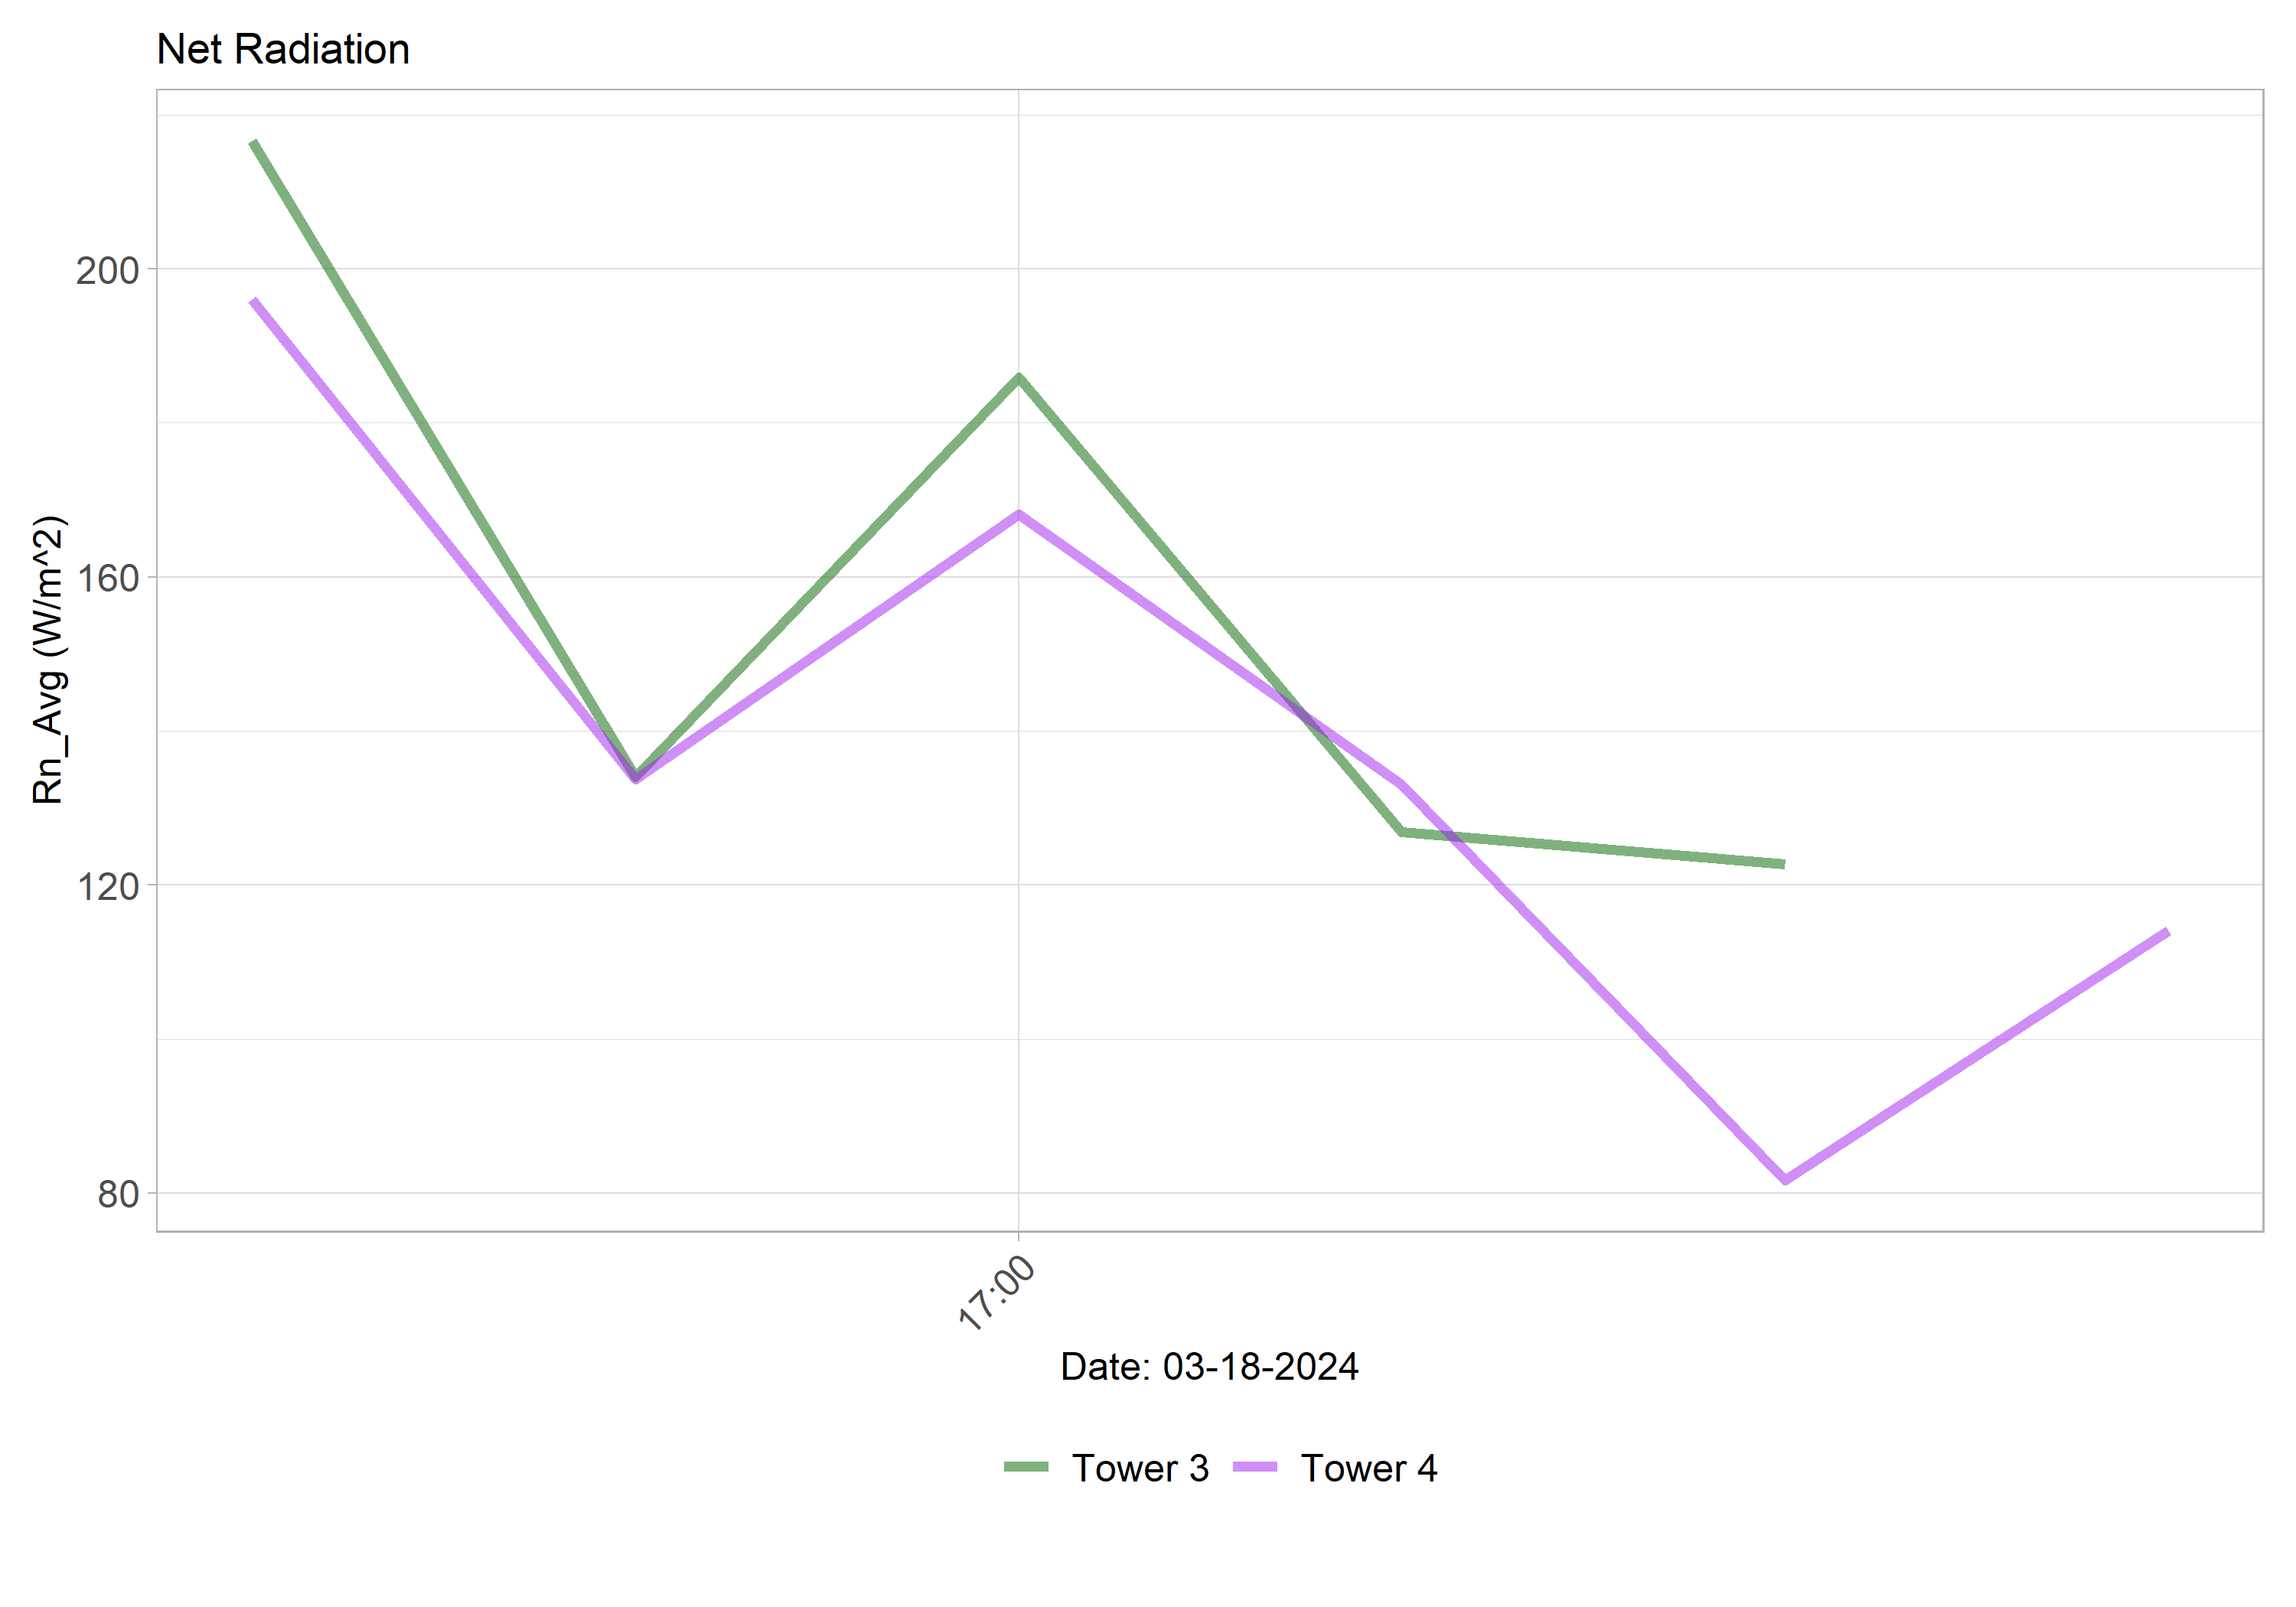 Net Radiation
Rn_Avg (W/m^2)
200
160
120
80
17:00
Date: 03-18-2024
Tower 3 Tower 4